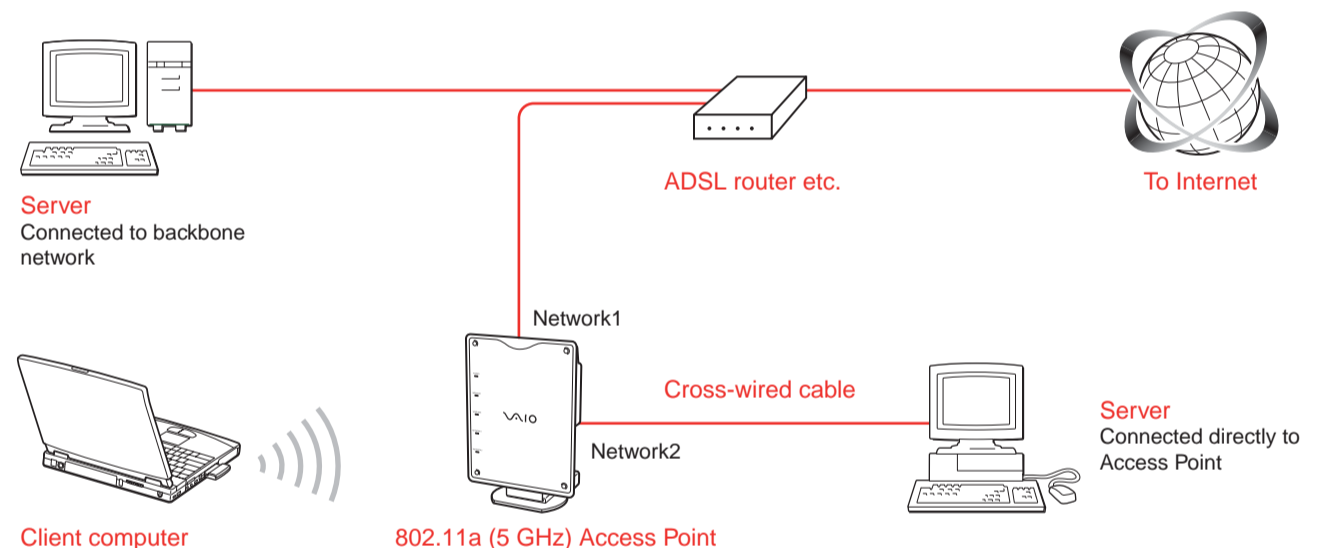 ADSL router etc.
To Internet
Server
Connected to backbone
network
Network1
Cross-wired cable
VAIO
Network2
Server
Connected directly to
Access Point
Client computer
802.11a (5 GHz) Access Point